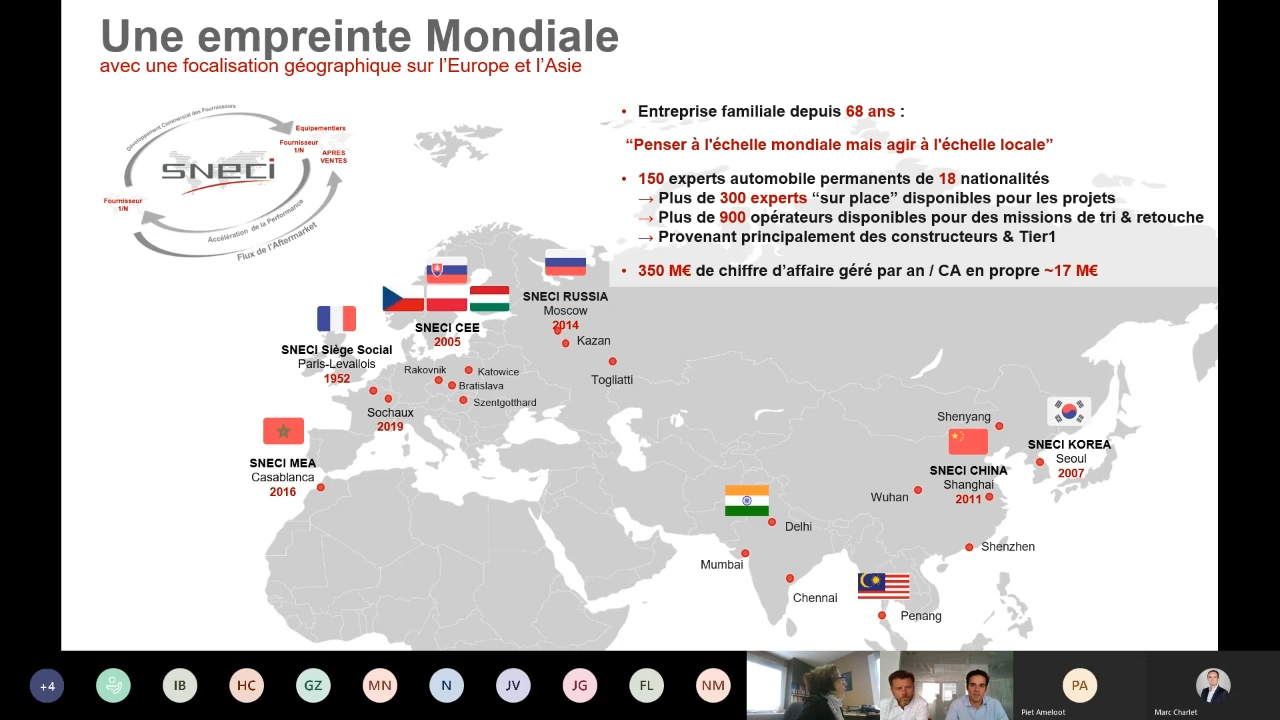 Une empreinte Mondiale
avec une focalisation géographique sur l'Europe et l'Asie
Développement Commercial des Fournisseurs
Equipementiers
Fournisseur
1/N
APRES
VENTES
sneci
Fournisseur
1/N
Accélération de la Performance
Flux de l'Aftermarket
• Entreprise familiale depuis 68 ans :
“Penser à l'échelle mondiale mais agir à l'échelle locale”
• 150 experts automobile permanents de 18 nationalités
→ Plus de 300 experts “sur place” disponibles pour les projets
→ Plus de 900 opérateurs disponibles pour des missions de tri & retouche
→ Provenant principalement des constructeurs & Tier1
• 350 M€ de chiffre d’affaire géré par an / CA en propre ~17 M€
SNECI RUSSIA
Moscow
2014
Kazan
Togliatti
SNECI CEE
2005
SNECI Siège Social
Paris-Levallois
1952
Rakovnik
Katowice
Bratislava
Szentgotthard
Sochaux
2019
SNECI MEA
Casablanca
2016
Shenyang
SNECI KOREA
Seoul
2007
SNECI CHINA
Shanghai
2011
Wuhan
Shenzhen
Delhi
Mumbai
Chennai
Penang
+4
IB
HC
GZ
MN
N
JV
JG
FL
NM
PA
Piet Ameloot
Marc Charlet